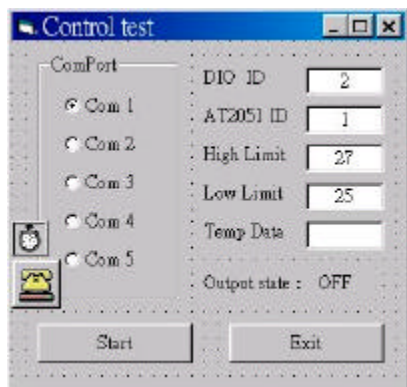 Control test
ComPort
Com 1
Com 2
Com 3
Com 4
Com 5
DIO ID 2
AT2051 ID 1
High Limit 27
Low Limit 25
Temp Data
Output state : OFF
Start
Exit